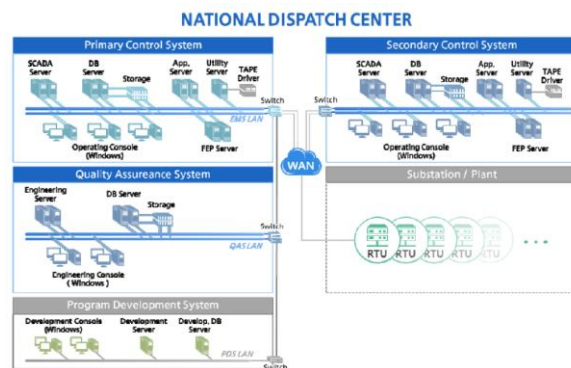 NATIONAL DISPATCH CENTER
Primary Control System
SCADA
Server
DB
Server
Storage
App.
Server
Utility
Server
TAPE
Driver
Switch
EMS LAN
Operating Console
(Windows)
FEP Server
Secondary Control System
SCADA
Server
DB
Server
Storage
App.
Server
Utility
Server
TAPE
Driver
Switch
Operating Console
(Windows)
FEP Server
WAN
Quality Assureance System
Engineering
Server
DB Server
Storage
Switch
QAS LAN
Engineering Console
( Windows )
Substation / Plant
RTU
RTU
RTU
RTU
RTU
Program Development System
Development Console
(Windows)
Development
Server
Develop, DB
Server
PDS LAN
Switch